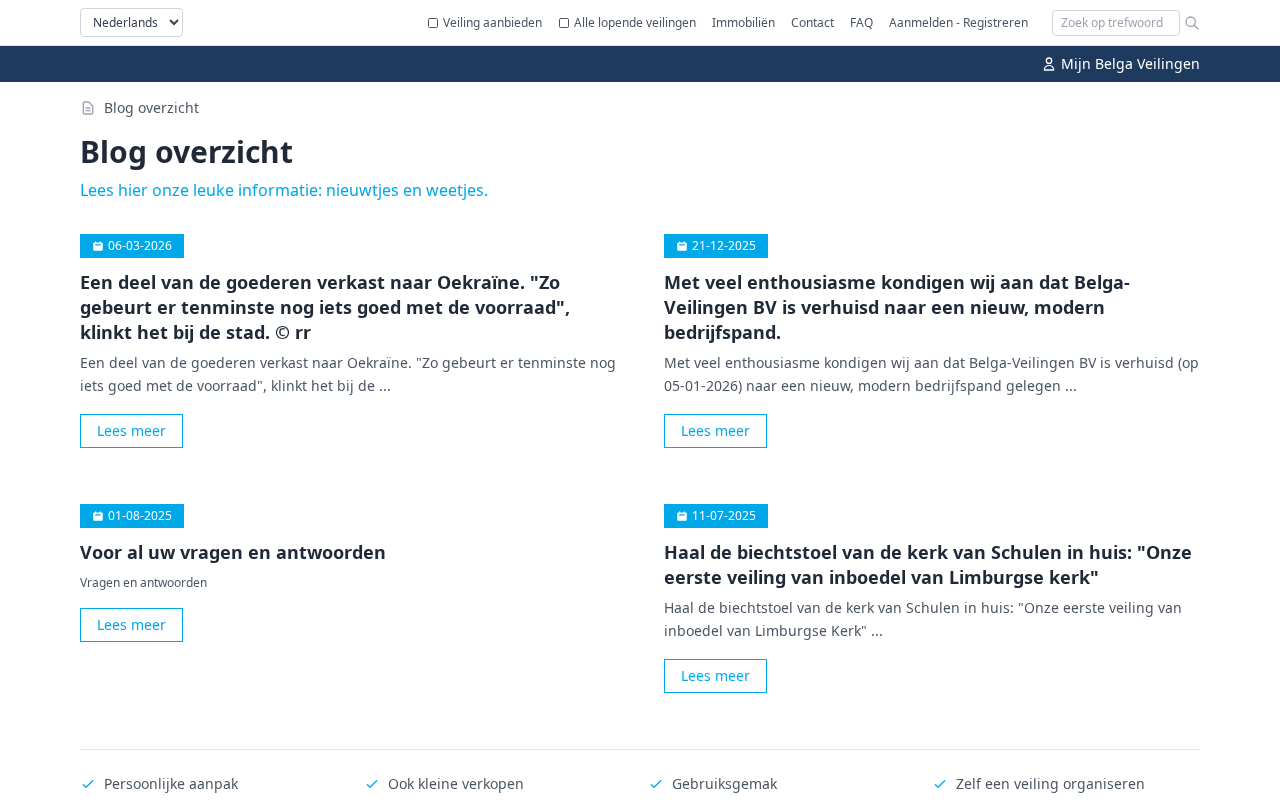 Nederlands
Veiling aanbieden
Alle lopende veilingen
Immobiliën
Contact
FAQ
Aanmelden - Registreren
Zoek op trefwoord
Mijn Belga Veilingen
Blog overzicht
Blog overzicht
Lees hier onze leuke informatie: nieuwtjes en weetjes.
06-03-2026
Een deel van de goederen verkast naar Oekraïne. "Zo
gebeurt er tenminste nog iets goed met de voorraad",
klinkt het bij de stad. © rr
Een deel van de goederen verkast naar Oekraïne. "Zo gebeurt er tenminste nog
iets goed met de voorraad", klinkt het bij de ...
Lees meer
21-12-2025
Met veel enthousiasme kondigen wij aan dat Belga-
Veilingen BV is verhuisd naar een nieuw, modern
bedrijfspand.
Met veel enthousiasme kondigen wij aan dat Belga-Veilingen BV is verhuisd (op
05-01-2026) naar een nieuw, modern bedrijfspand gelegen ...
Lees meer
01-08-2025
Voor al uw vragen en antwoorden
Vragen en antwoorden
Lees meer
11-07-2025
Haal de biechtstoel van de kerk van Schulen in huis: "Onze
eerste veiling van inboedel van Limburgse kerk"
Haal de biechtstoel van de kerk van Schulen in huis: "Onze eerste veiling van
inboedel van Limburgse Kerk" ...
Lees meer
Persoonlijke aanpak
Ook kleine verkopen
Gebruiksgemak
Zelf een veiling organiseren